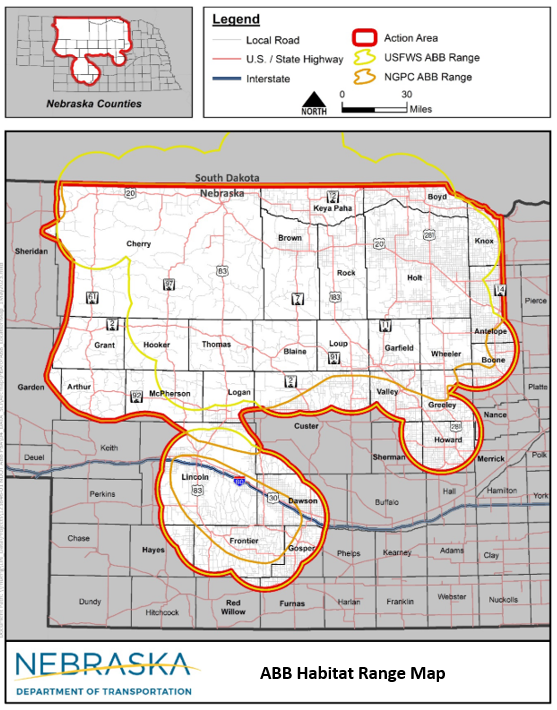 Nebraska Counties
Legend
Local Road
U.S. / State Highway
Interstate
Action Area
USFWS ABB Range
NGPC ABB Range
NORTH
0 30
Miles
South Dakota
Nebraska
20
12
Boyd
Keya Paha
Knox
Sheridan
Cherry
Brown
20
281
83
Rock
Holt
97
61
7
183
14
Pierce
2
11
Antelope
Grant
Hooker
Thomas
Blaine
Loup
Garfield
Wheeler
91
Boone
Garden
Arthur
92
McPherson
Logan
2
Valley
Platte
Greeley
Nance
Custer
281
Howard
Keith
Deuel
Sherman
Merrick
Polk
Lincoln
83
80
30
Dawson
Perkins
Buffalo
Hall
Hamilton
York
Chase
Hayes
Frontier
Gosper
Phelps
Kearney
Adams
Clay
Dundy
Hitchcock
Red
Willow
Furnas
Harlan
Franklin
Webster
Nuckolls
NEBRASKA
DEPARTMENT OF TRANSPORTATION
ABB Habitat Range Map